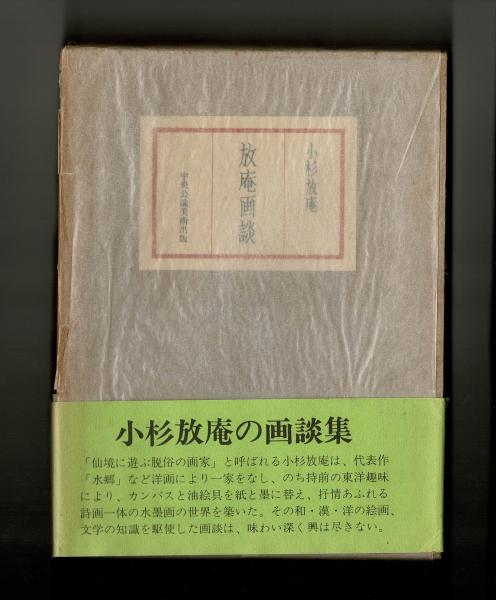 小杉放庵
放庵画談
中央公論美術出版
小杉放庵の画談集
「仙境に遊ぶ脱俗の画家」と呼ばれる小杉放庵は、代表作
「水郷」など洋画により一家をなし、のち持前の東洋趣味
により、カンバスと油絵具を紙と墨に替え、抒情あふれる
詩画一体の水墨画の世界を築いた。その和・漢・洋の絵画、
文学の知識を駆使した画談は、味わい深く興は尽きない。